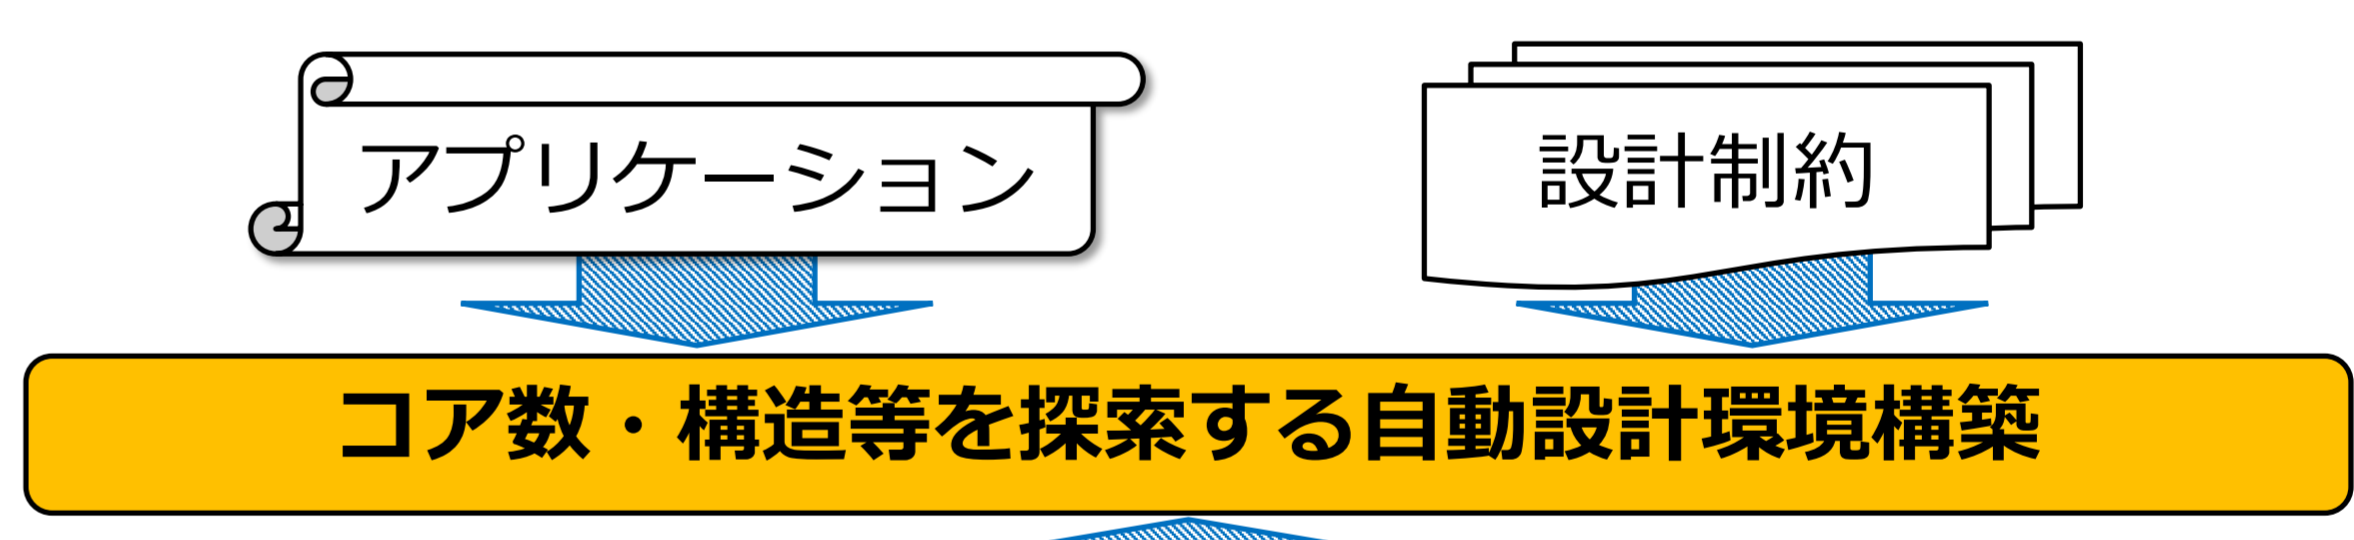 アプリケーション
設計制約
コア数・構造等を探索する自動設計環境構築